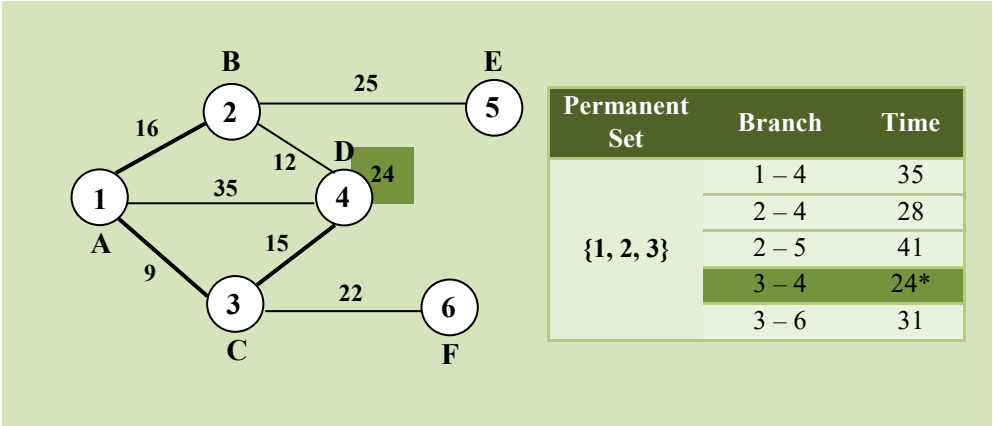 B
E
25
2
5
16
12
D
24
1
35
4
A
15
9
3
22
6
C
F
Permanent Set Branch Time
1 – 4 35
2 – 4 28
{1, 2, 3} 2 – 5 41
3 – 4 24*
3 – 6 31